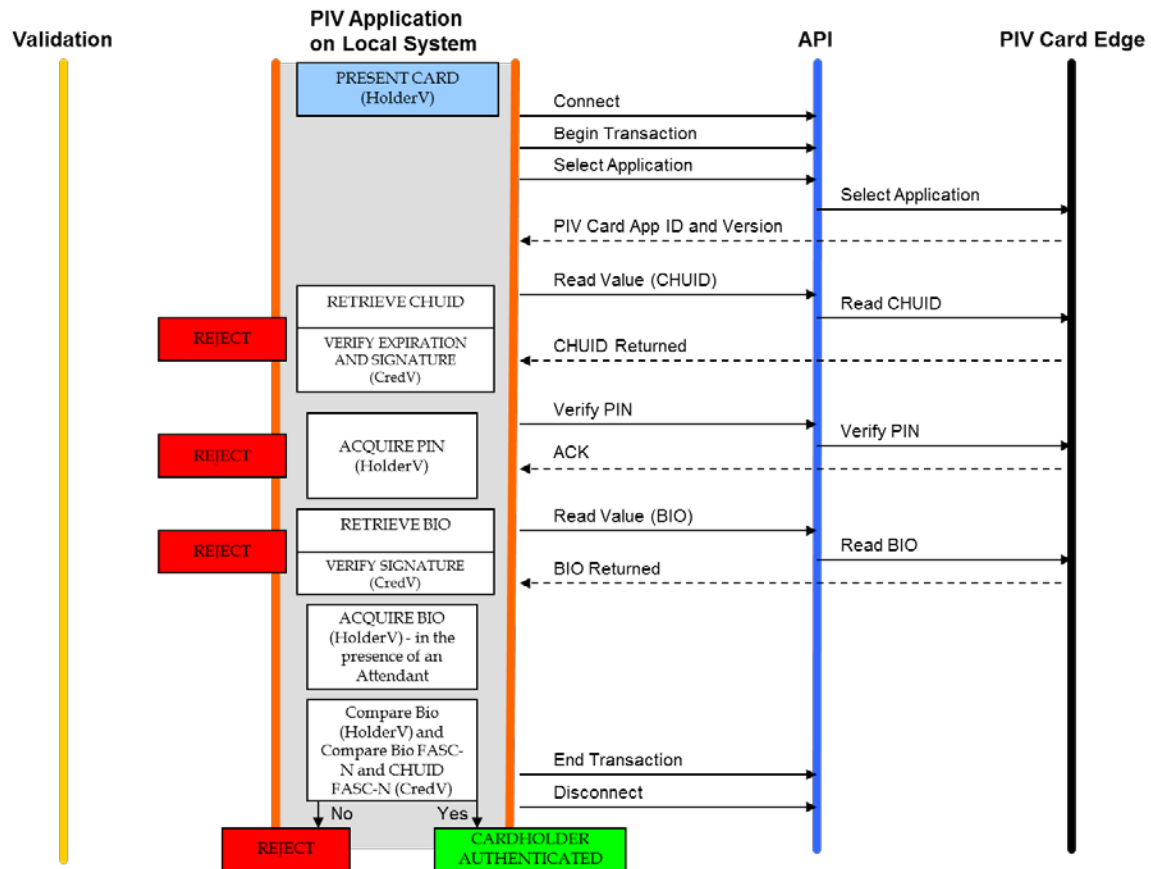 Validation
PIV Application
on Local System
API
PIV Card Edge
PRESENT CARD
(HolderV)
Connect
Begin Transaction
Select Application
Select Application
PIV Card App ID and Version
Read Value (CHUID)
RETRIEVE CHUID
Read CHUID
REJECT
VERIFY EXPIRATION
AND SIGNATURE
(CredV)
CHUID Returned
Verify PIN
Verify PIN
ACQUIRE PIN
(HolderV)
REJECT
ACK
Read Value (BIO)
RETRIEVE BIO
Read BIO
REJECT
VERIFY SIGNATURE
(CredV)
BIO Returned
ACQUIRE BIO
(HolderV) - in the
presence of an
Attendant
Compare Bio
(HolderV) and
Compare Bio FASC-
N and CHUID
FASC-N (CredV)
End Transaction
Disconnect
No
Yes
REJECT
CARDHOLDER
AUTHENTICATED